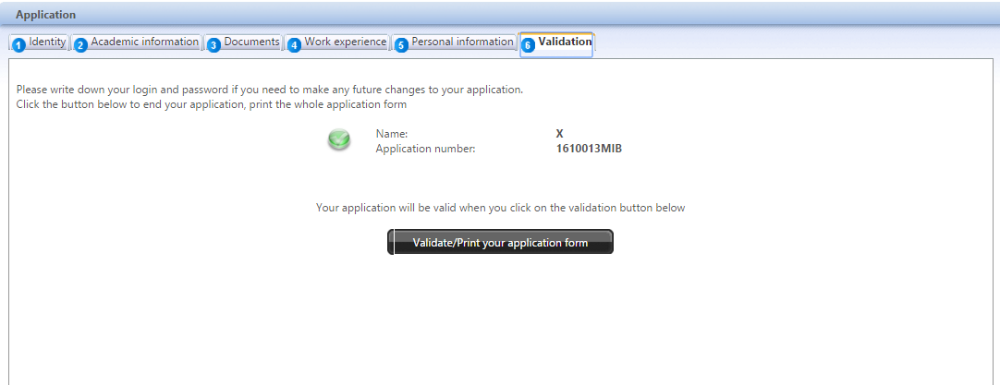 Application
1 Identity 2 Academic information 3 Documents 4 Work experience 5 Personal information 6 Validation
Please write down your login and password if you need to make any future changes to your application.
Click the button below to end your application, print the whole application form
Name: X
Application number: 1610013MIB
Your application will be valid when you click on the validation button below
Validate/Print your application form